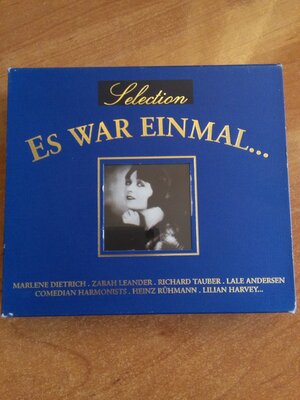 Selection
ES WAR EINMAL...
MARLENE DIETRICH . ZARAH LEANDER . RICHARD TAUBER . LALE ANDERSEN
COMEDIAN HARMONISTS . HEINZ RÜHMANN . LILIAN HARVEY...